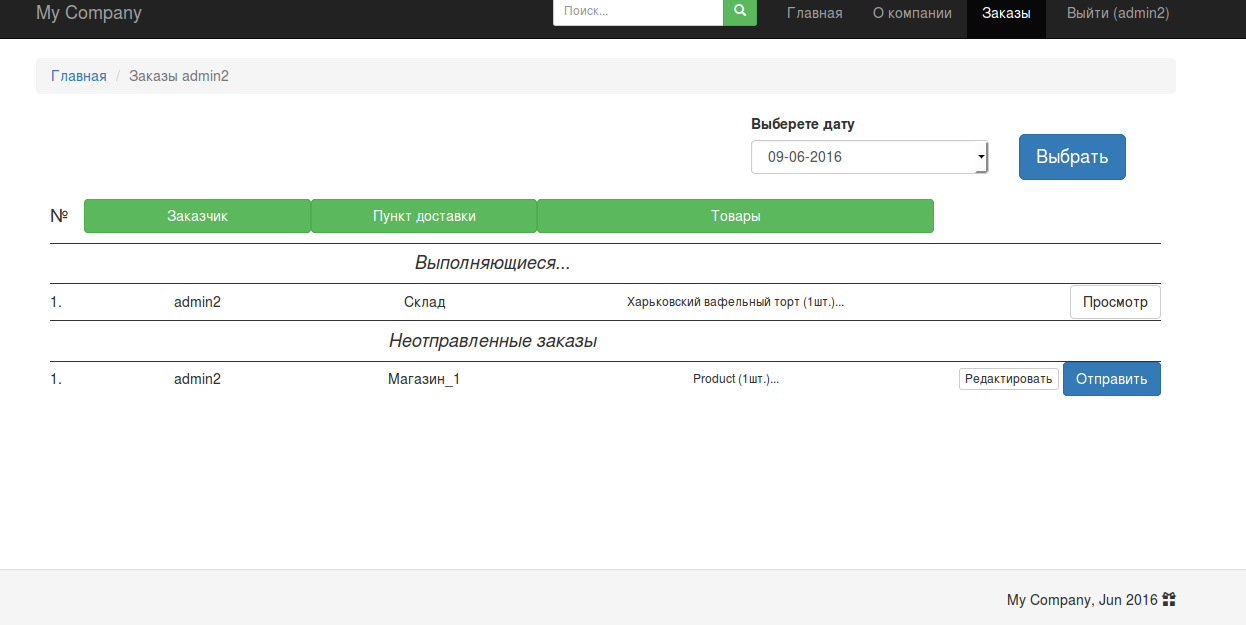 My Company Поиск... Главная О компании Заказы Выйти (admin2)
Главная / Заказы admin2
Выберете дату
09-06-2016 Выбрать
№ Заказчик Пункт доставки Товары
Выполняющиеся...
1. admin2 Склад Харьковский вафельный торт (1шт.)... Просмотр
Неотправленные заказы
1. admin2 Магазин_1 Product (1шт.)... Редактировать Отправить
My Company, Jun 2016